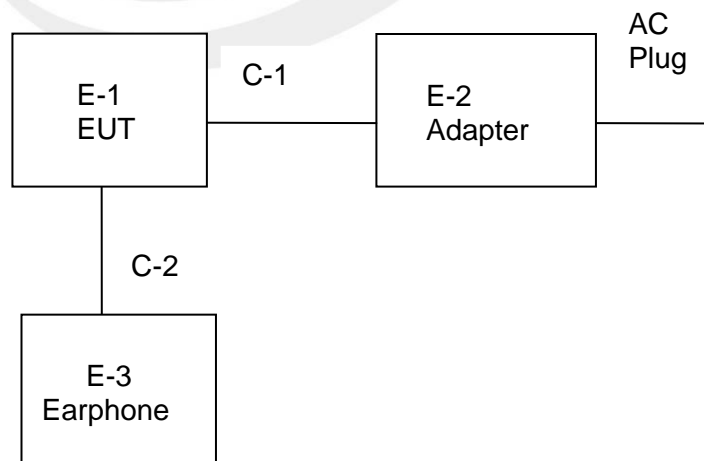 AC
Plug
C-1
E-1
EUT
E-2
Adapter
C-2
E-3
Earphone